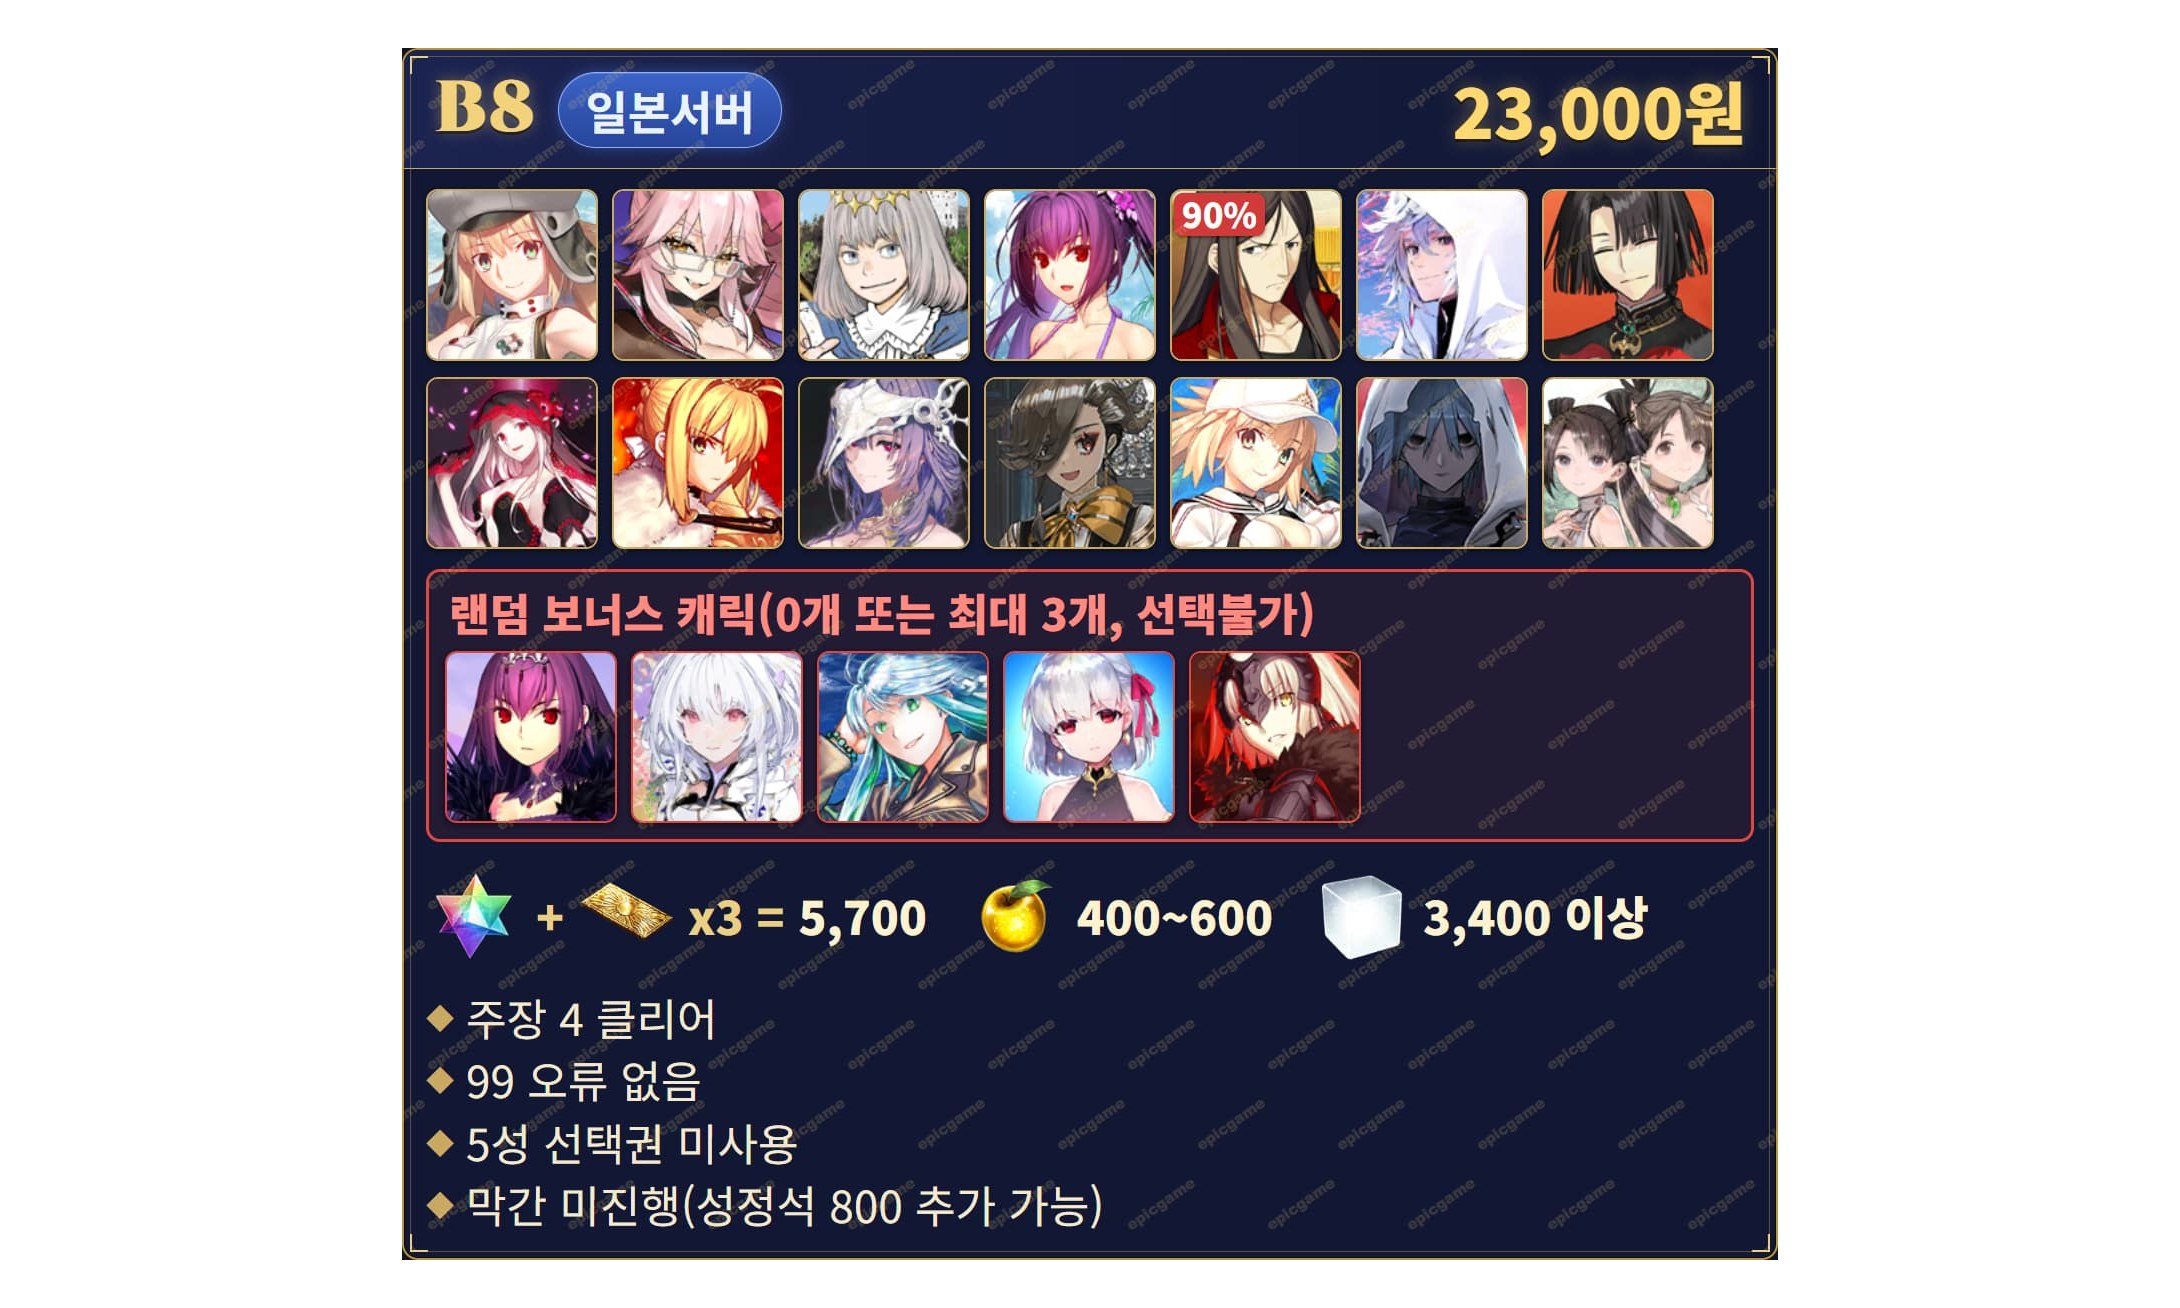 B8 일본서버 23,000원
90%
랜덤 보너스 캐릭(0개 또는 최대 3개, 선택불가)
+ x3 = 5,700 400~600 3,400 이상
주장 4 클리어
99 오류 없음
5성 선택권 미사용
막간 미진행(성정석 800 추가 가능)
epicgame